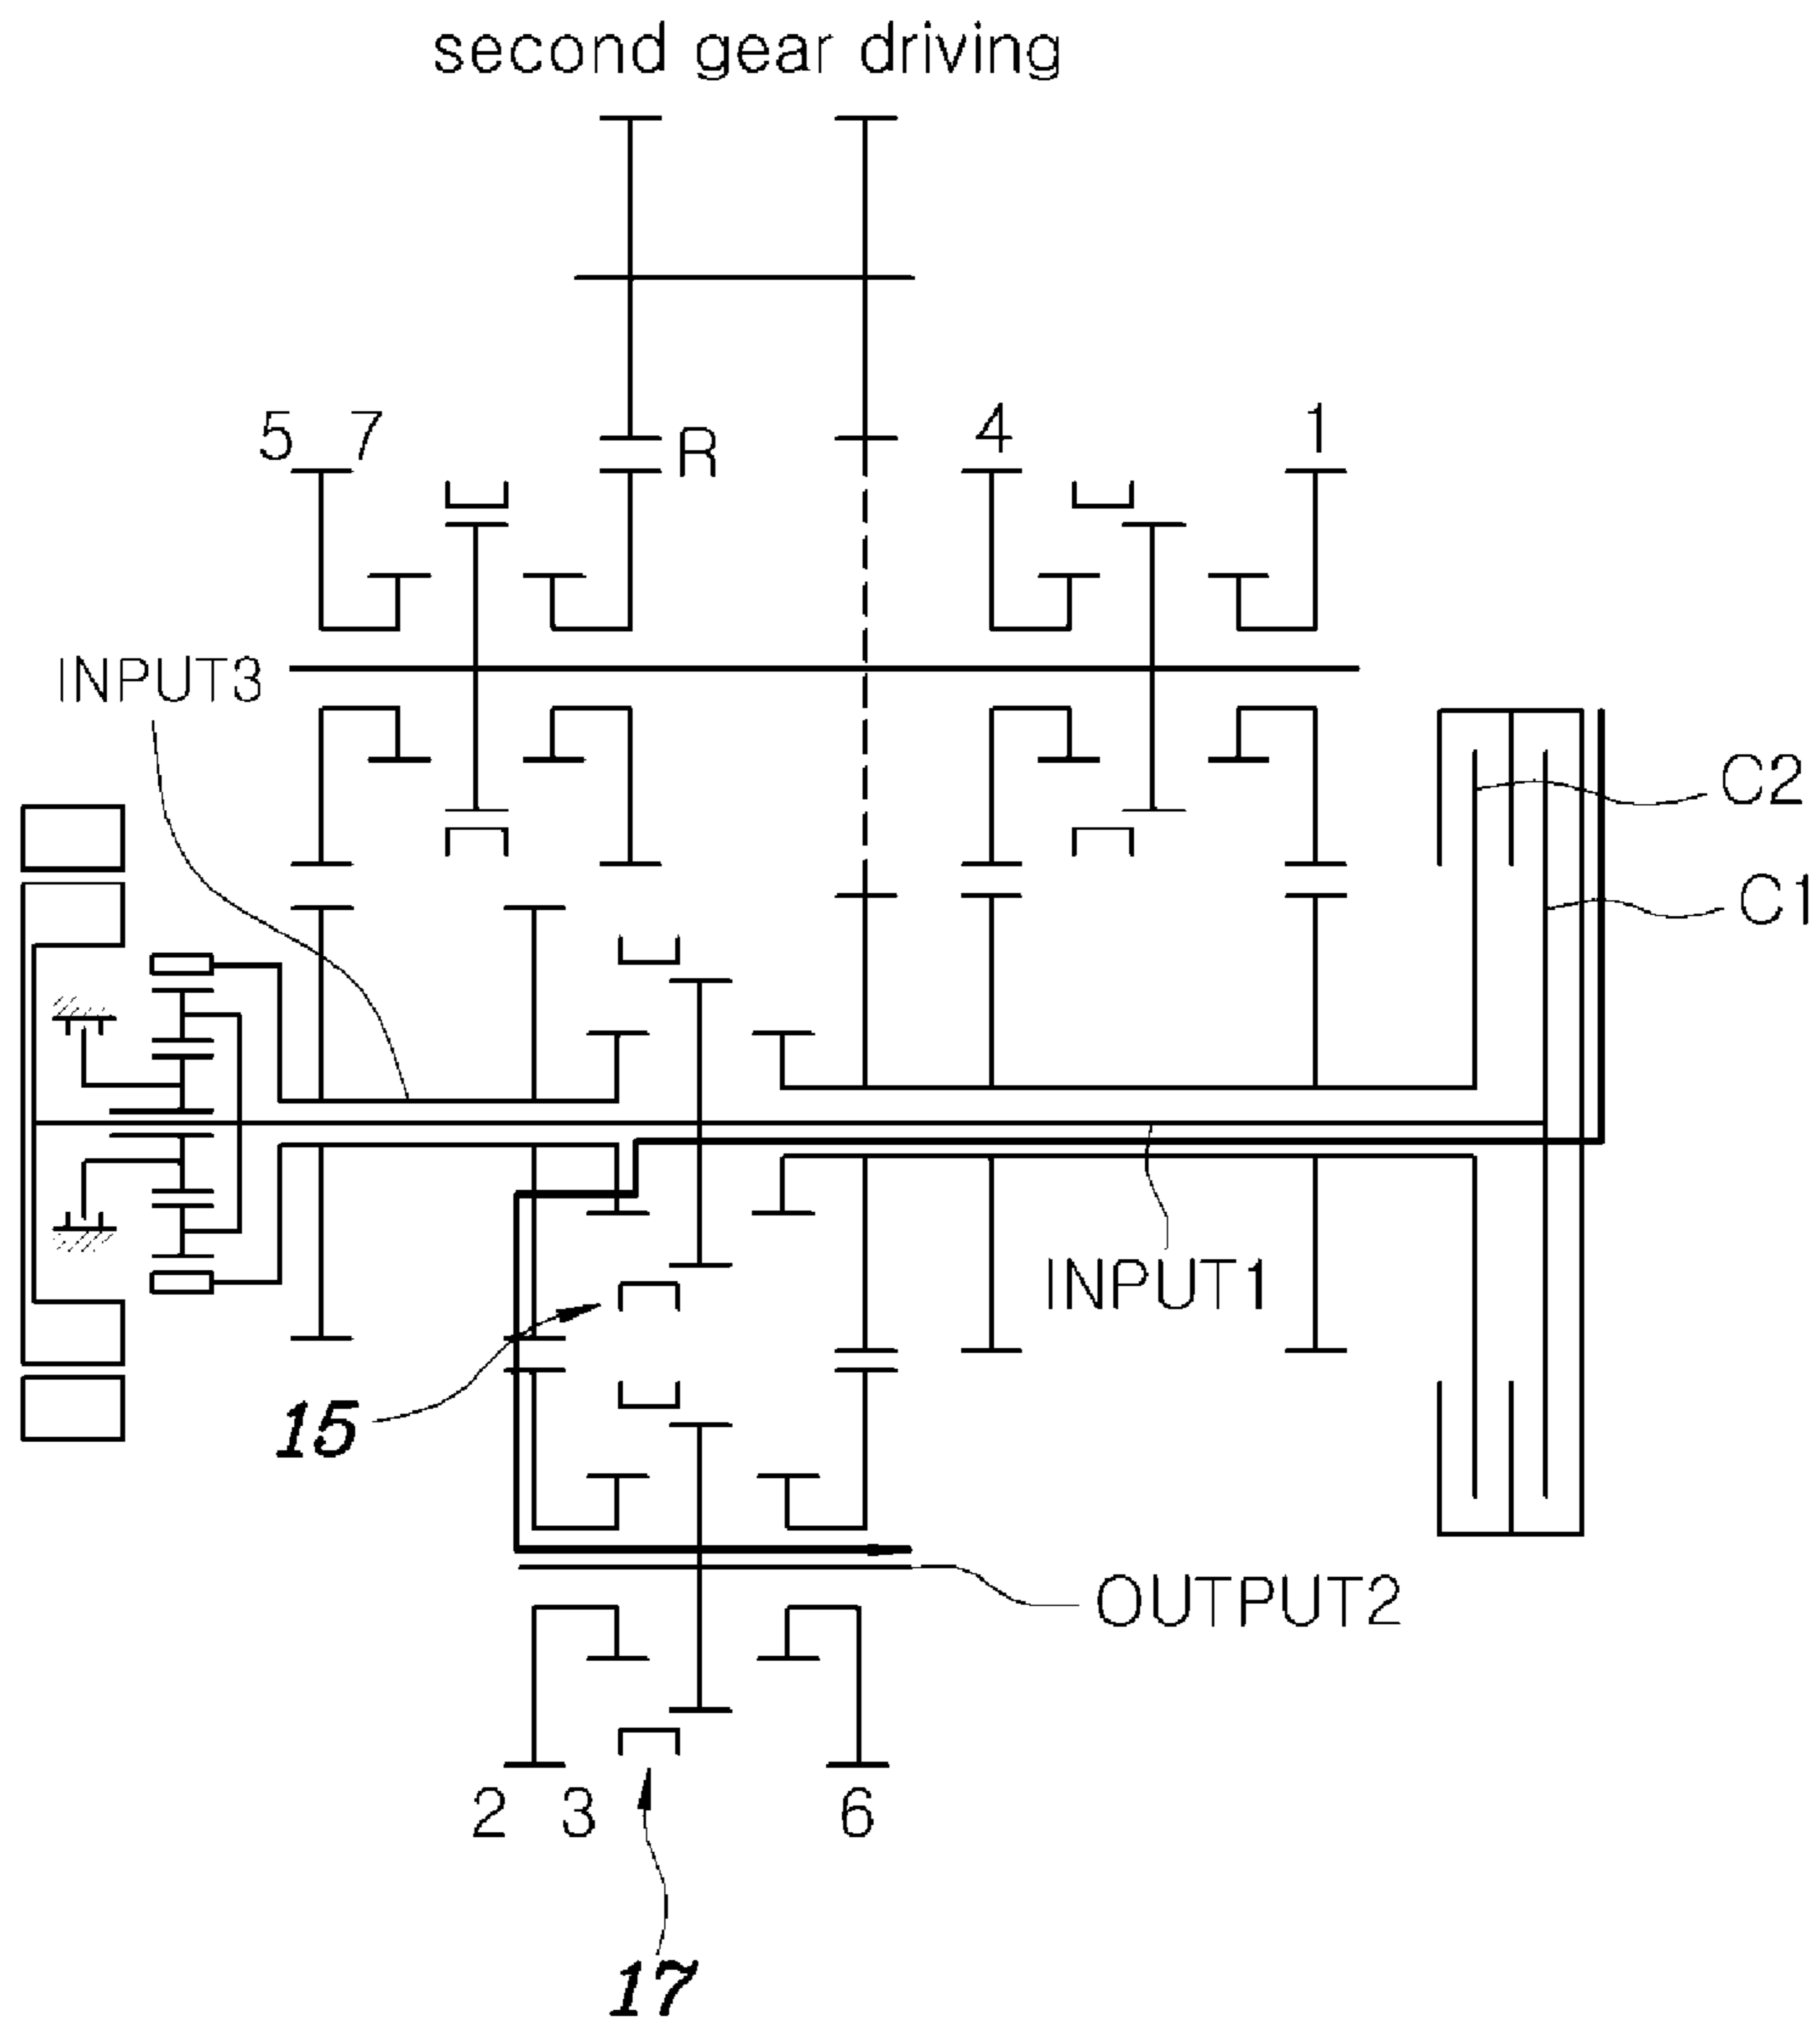 second gear driving
5 7
R
4
1
INPUT3
C2
C1
INPUT1
15
OUTPUT2
2 3
6
17